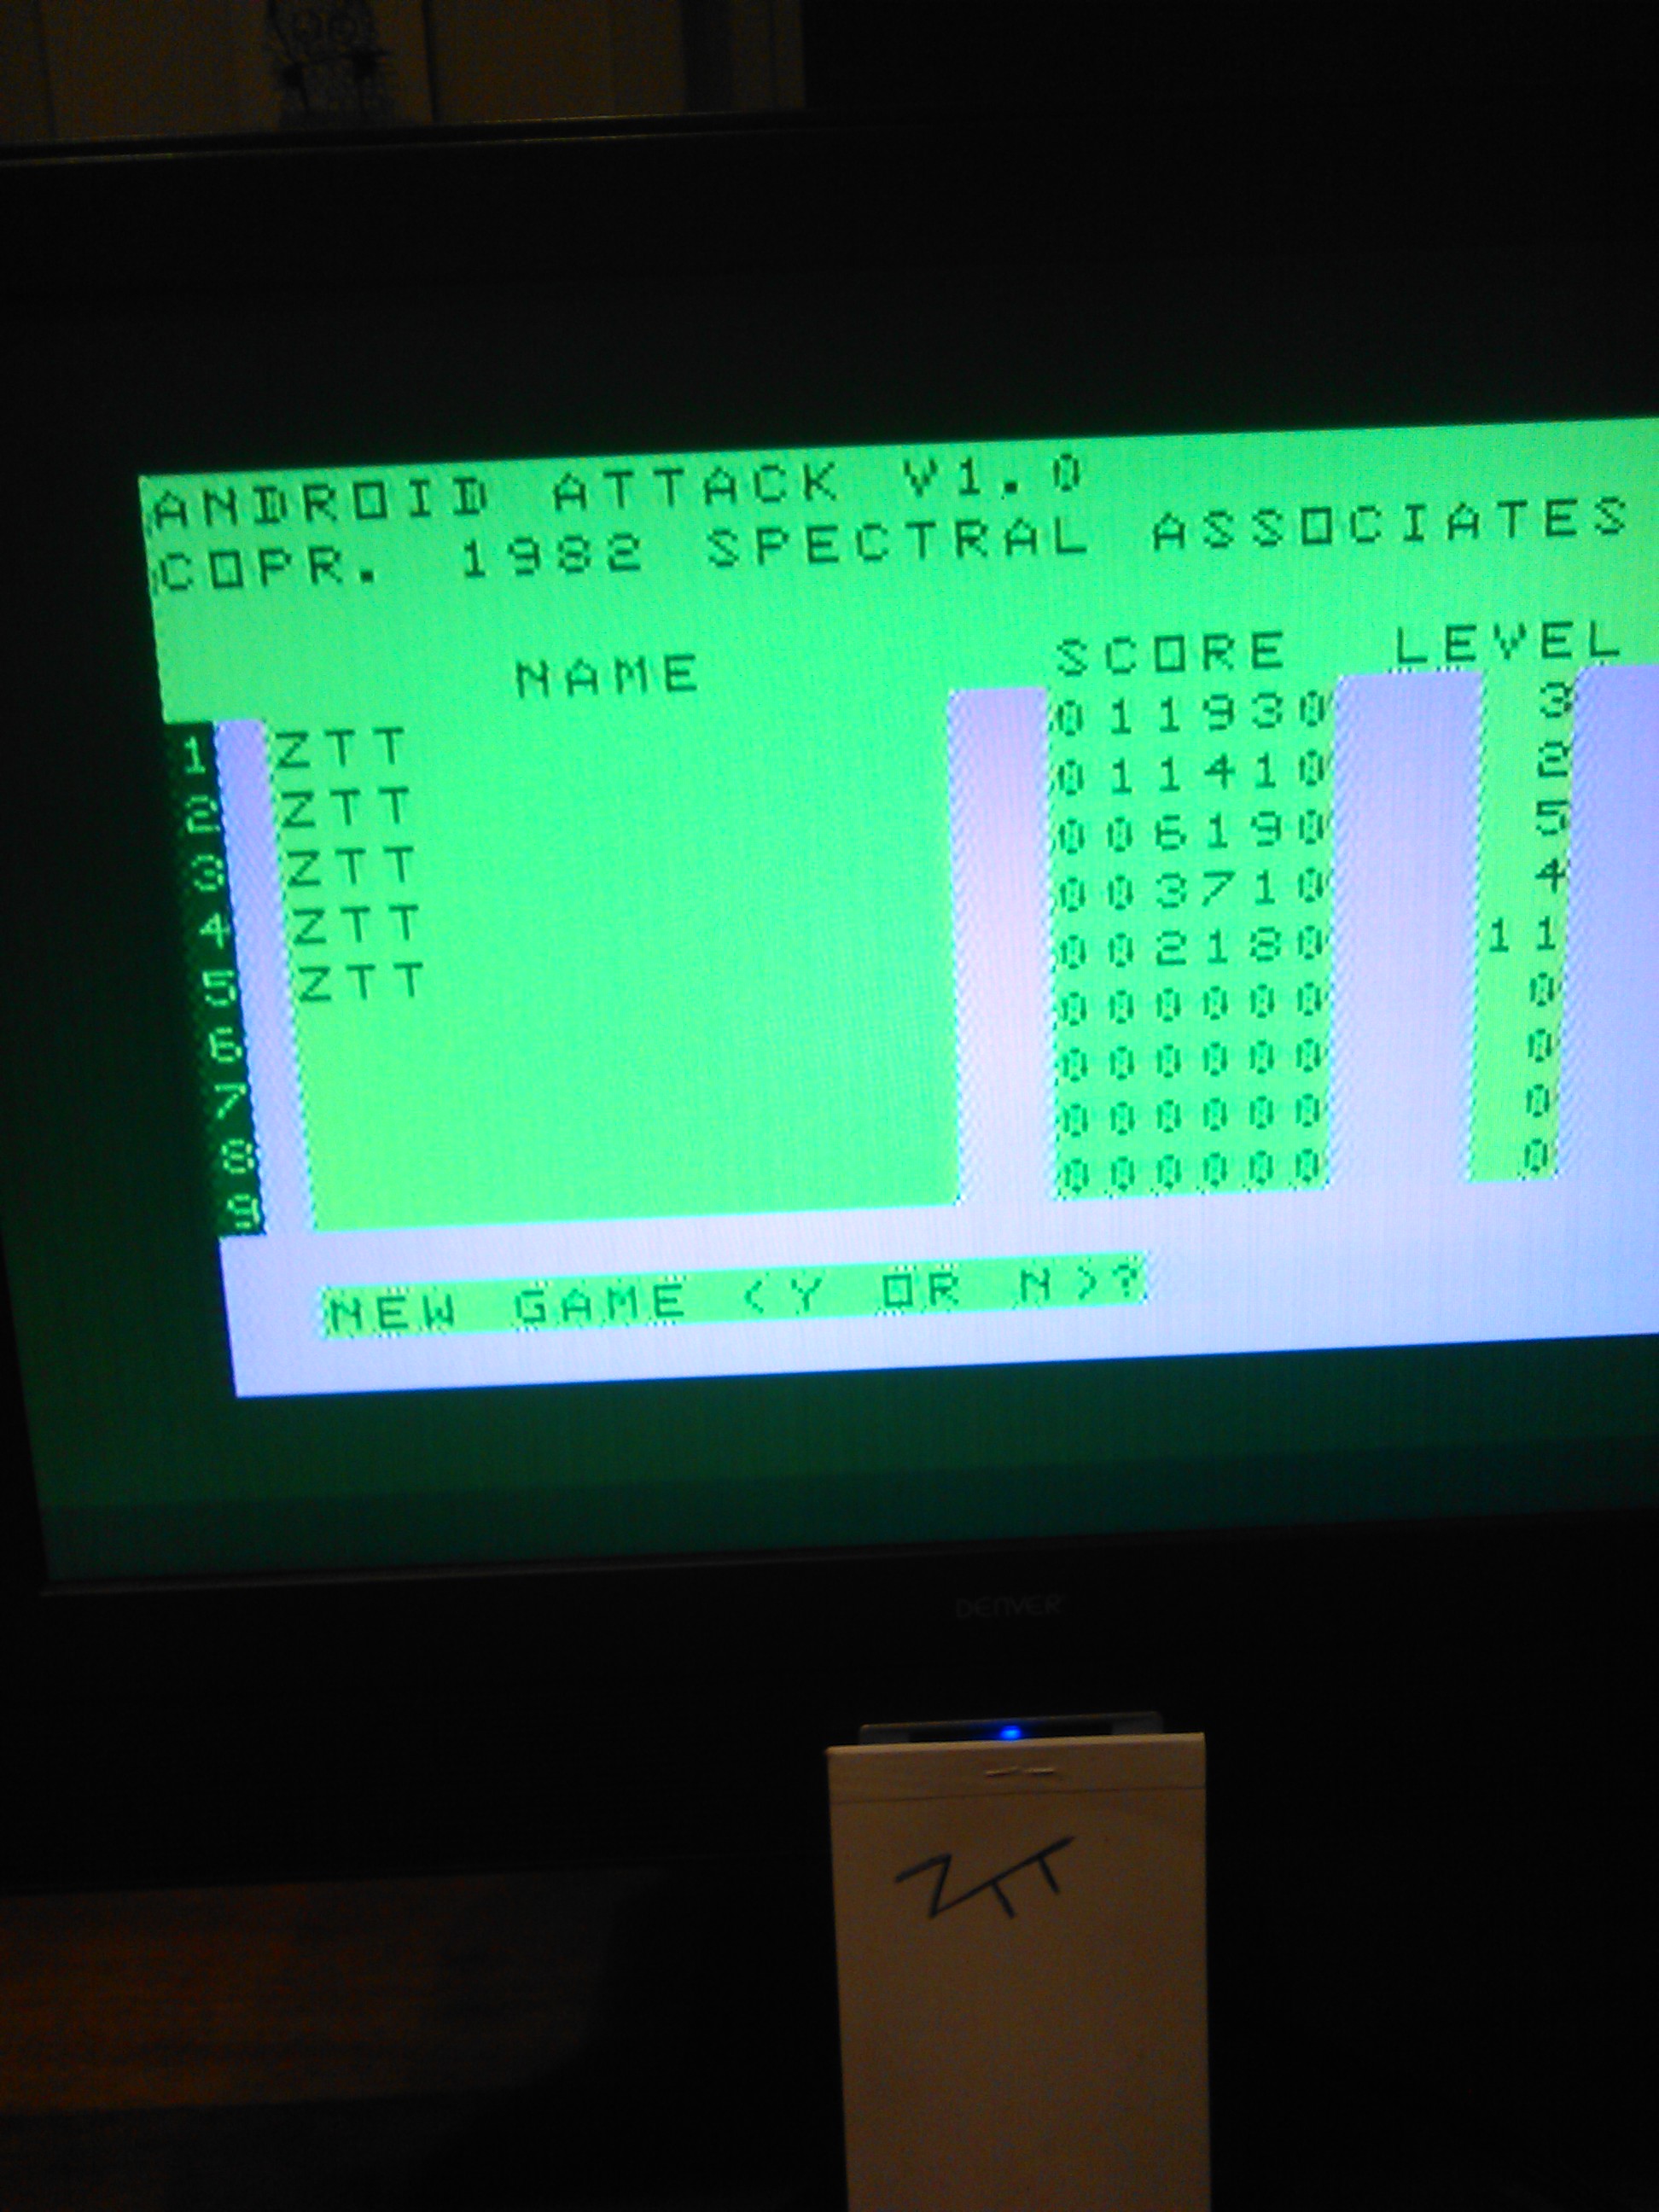 ANDROID ATTACK V1.0
COPR. 1982 SPECTRAL ASSOCIATES
NAME SCORE LEVEL
1 ZTT 011930 3
2 ZTT 011410 2
3 ZTT 006190 5
4 ZTT 003710 4
5 ZTT 002180 11
6 000000 0
7 000000 0
8 000000 0
9 000000 0
NEW GAME <Y OR N>?
DENVER
ZTT